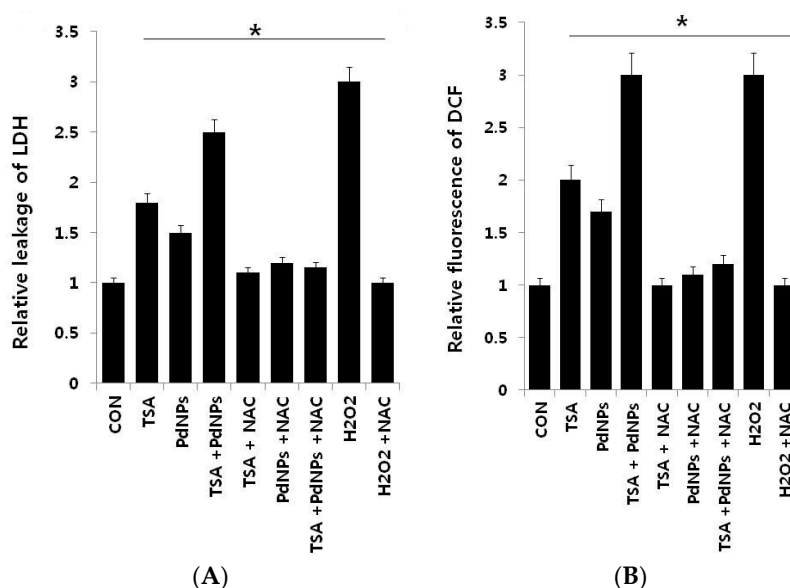 *
3.5
3
2.5
2
1.5
1
0.5
0
Relative leakage of LDH
CON
TSA
PdNPs
TSA +PdNPs
TSA + NAC
PdNPs +NAC
TSA +PdNPs +NAC
H2O2
H2O2 +NAC
(A)
*
3.5
3
2.5
2
1.5
1
0.5
0
Relative fluorescence of DCF
CON
TSA
PdNPs
TSA + PdNPs
TSA + NAC
PdNPs +NAC
TSA +PdNPs +NAC
H2O2
H2O2 +NAC
(B)